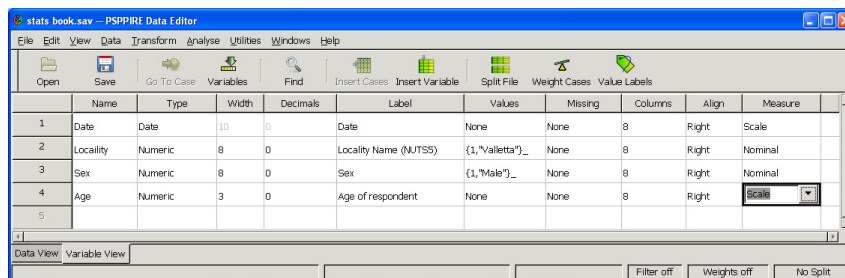 stats book.sav — PSPPIRE Data Editor
File Edit View Data Transform Analyse Utilities Windows Help
Open Save Go To Case Variables Find Insert Cases Insert Variable Split File Weight Cases Value Labels
Name Type Width Decimals Label Values Missing Columns Align Measure
1 Date Date 10 0 Date None None 8 Right Scale
2 Locaility Numeric 8 0 Locality Name (NUTS5) {1,"Valletta"}_ None 8 Right Nominal
3 Sex Numeric 8 0 Sex {1,"Male"}_ None 8 Right Nominal
4 Age Numeric 3 0 Age of respondent None None 8 Right Scale
5
Data View Variable View
Filter off Weights off No Split